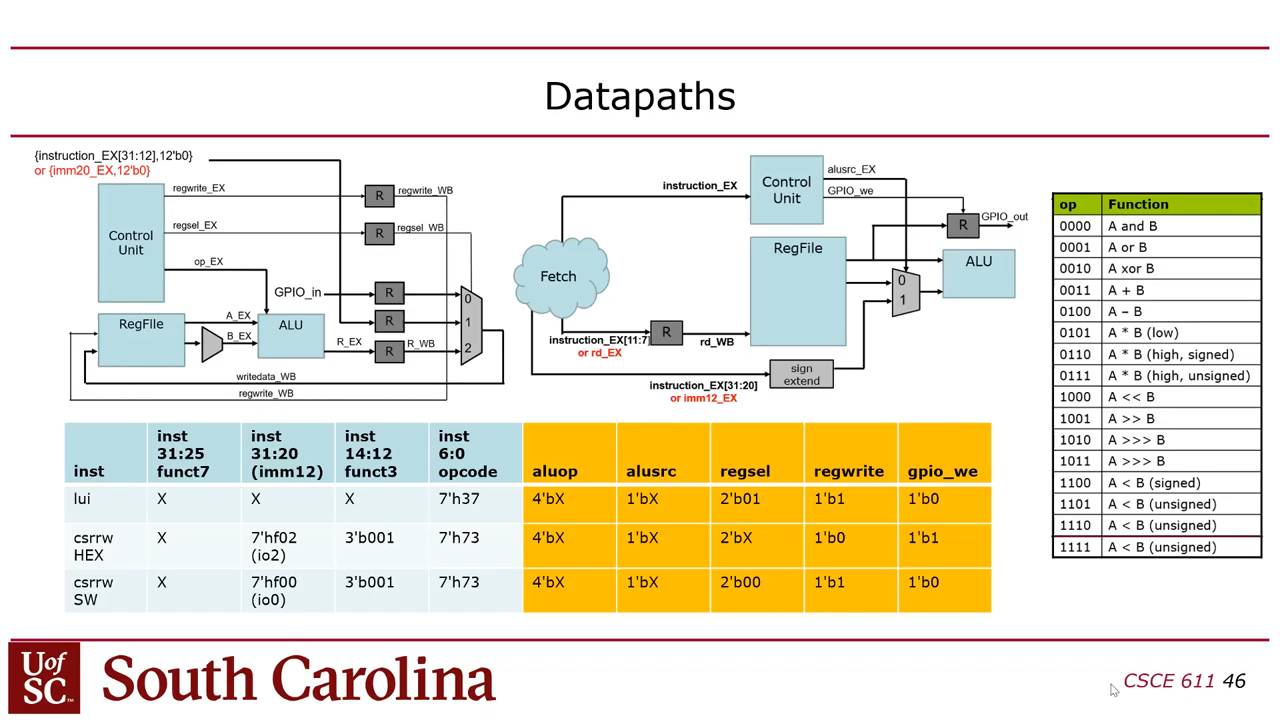 Datapaths
{instruction_EX[31:12],12'b0}
or {imm20_EX,12'b0}
Control
Unit
regwrite_EX
R
regwrite_WB
regsel_EX
R
regsel_WB
op_EX
GPIO_in
R
0
R
1
RegFIle
A_EX
B_EX
ALU
R_EX
R
R_WB
2
writedata_WB
regwrite_WB
instruction_EX
Control
Unit
alusrc_EX
GPIO_we
R
GPIO_out
Fetch
RegFile
ALU
0
1
instruction_EX[11:7]
or rd_EX
R
rd_WB
sign
extend
instruction_EX[31:20]
or imm12_EX
op Function
0000 A and B
0001 A or B
0010 A xor B
0011 A + B
0100 A – B
0101 A * B (low)
0110 A * B (high, signed)
0111 A * B (high, unsigned)
1000 A << B
1001 A >> B
1010 A >>> B
1011 A >>> B
1100 A < B (signed)
1101 A < B (unsigned)
1110 A < B (unsigned)
1111 A < B (unsigned)
inst
inst
31:25
funct7
inst
31:20
(imm12)
inst
14:12
funct3
inst
6:0
opcode
aluop
alusrc
regsel
regwrite
gpio_we
lui X X X 7'h37 4'bX 1'bX 2'b01 1'b1 1'b0
csrrw X 7'hf02 3'b001 7'h73 4'bX 1'bX 2'bX 1'b0 1'b1
HEX (io2)
csrrw X 7'hf00 3'b001 7'h73 4'bX 1'bX 2'b00 1'b1 1'b0
SW (io0)
U of
SC
TM
South Carolina
CSCE 611 46